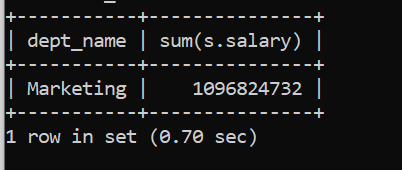 +-----------+---------------+
| dept_name | sum(s.salary) |
+-----------+---------------+
| Marketing |    1096824732 |
+-----------+---------------+
1 row in set (0.70 sec)